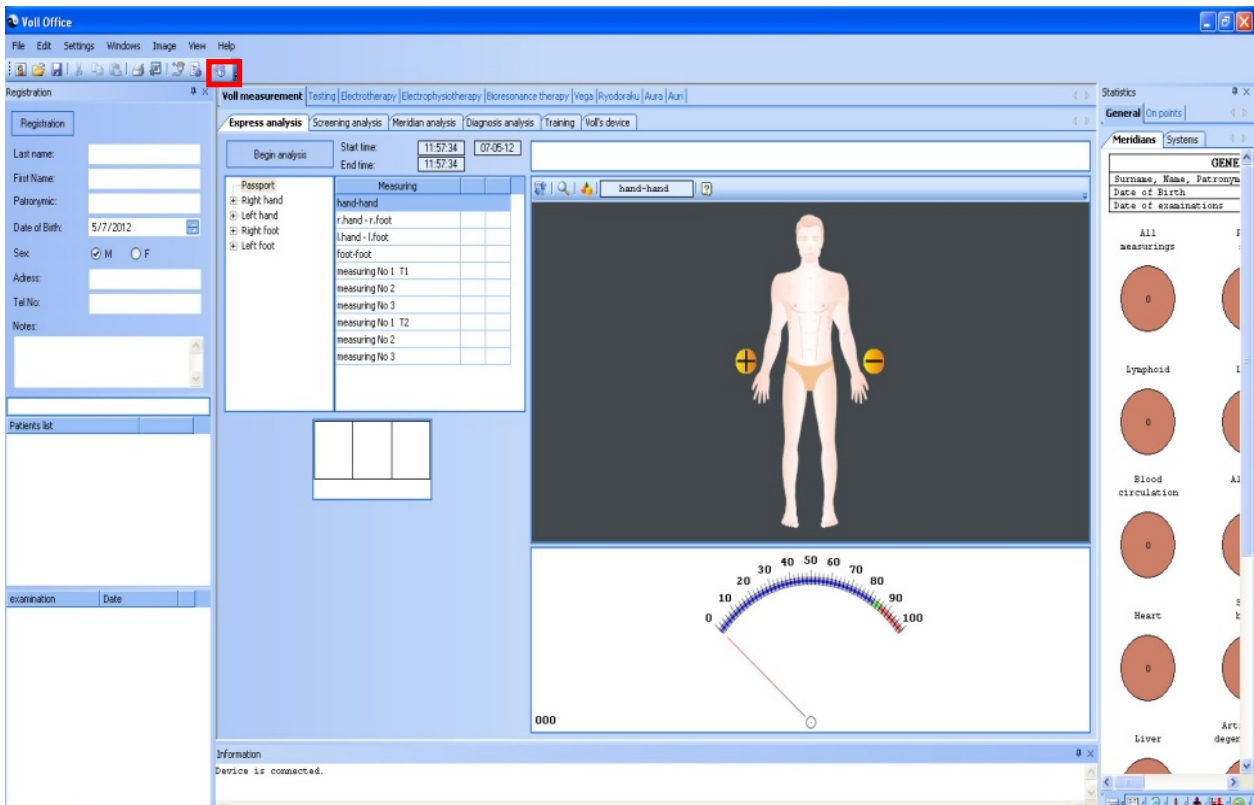 Voll Office
File Edit Settings Windows Image View Help
Registration
Registration
Last name:
First Name:
Patronymic:
Date of Birth: 5/7/2012
Sex: M F
Adress:
Tel No:
Notes:
Patients list
examination Date
Voll measurement Testing Electrotherapy Electrophysiotherapy Bioresonance therapy Vega Ryodoraku Aura Auri
Express analysis Screening analysis Meridian analysis Diagnosis analysis Training Voll's device
Begin analysis
Start time: 11:57:34 07-05-12
End time: 11:57:34
Passport
Right hand
Left hand
Right foot
Left foot
Measuring
hand-hand
r.hand - r.foot
l.hand - l.foot
foot-foot
measuring No 1 T1
measuring No 2
measuring No 3
measuring No 1 T2
measuring No 2
measuring No 3
hand-hand
0 10 20 30 40 50 60 70 80 90 100
000
Information
Device is connected.
Statistics
General On points
Meridians Systems
GENE
Surname, Name, Patronym
Date of Birth
Date of examinations
All
measurings
0
Lymphoid
0
Blood
circulation
0
Heart
0
Liver
Art
deger